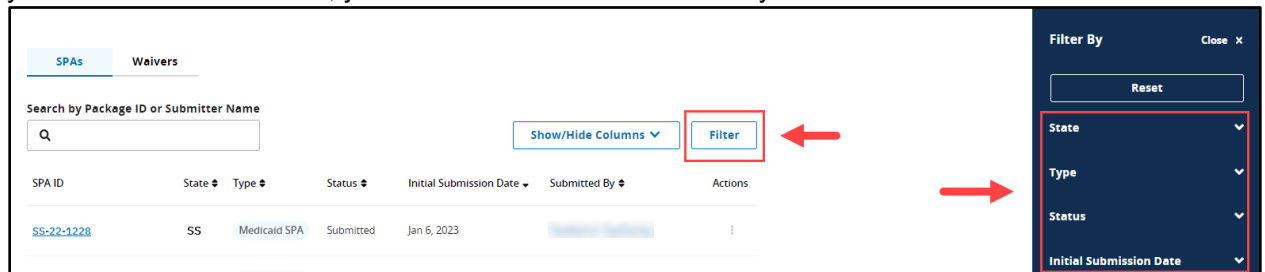 SPAs Waivers
Search by Package ID or Submitter Name
Show/Hide Columns Filter
SPA ID State Type Status Initial Submission Date Submitted By Actions
SS-22-1228 SS Medicaid SPA Submitted Jan 6, 2023
Filter By Close ×
Reset
State
Type
Status
Initial Submission Date